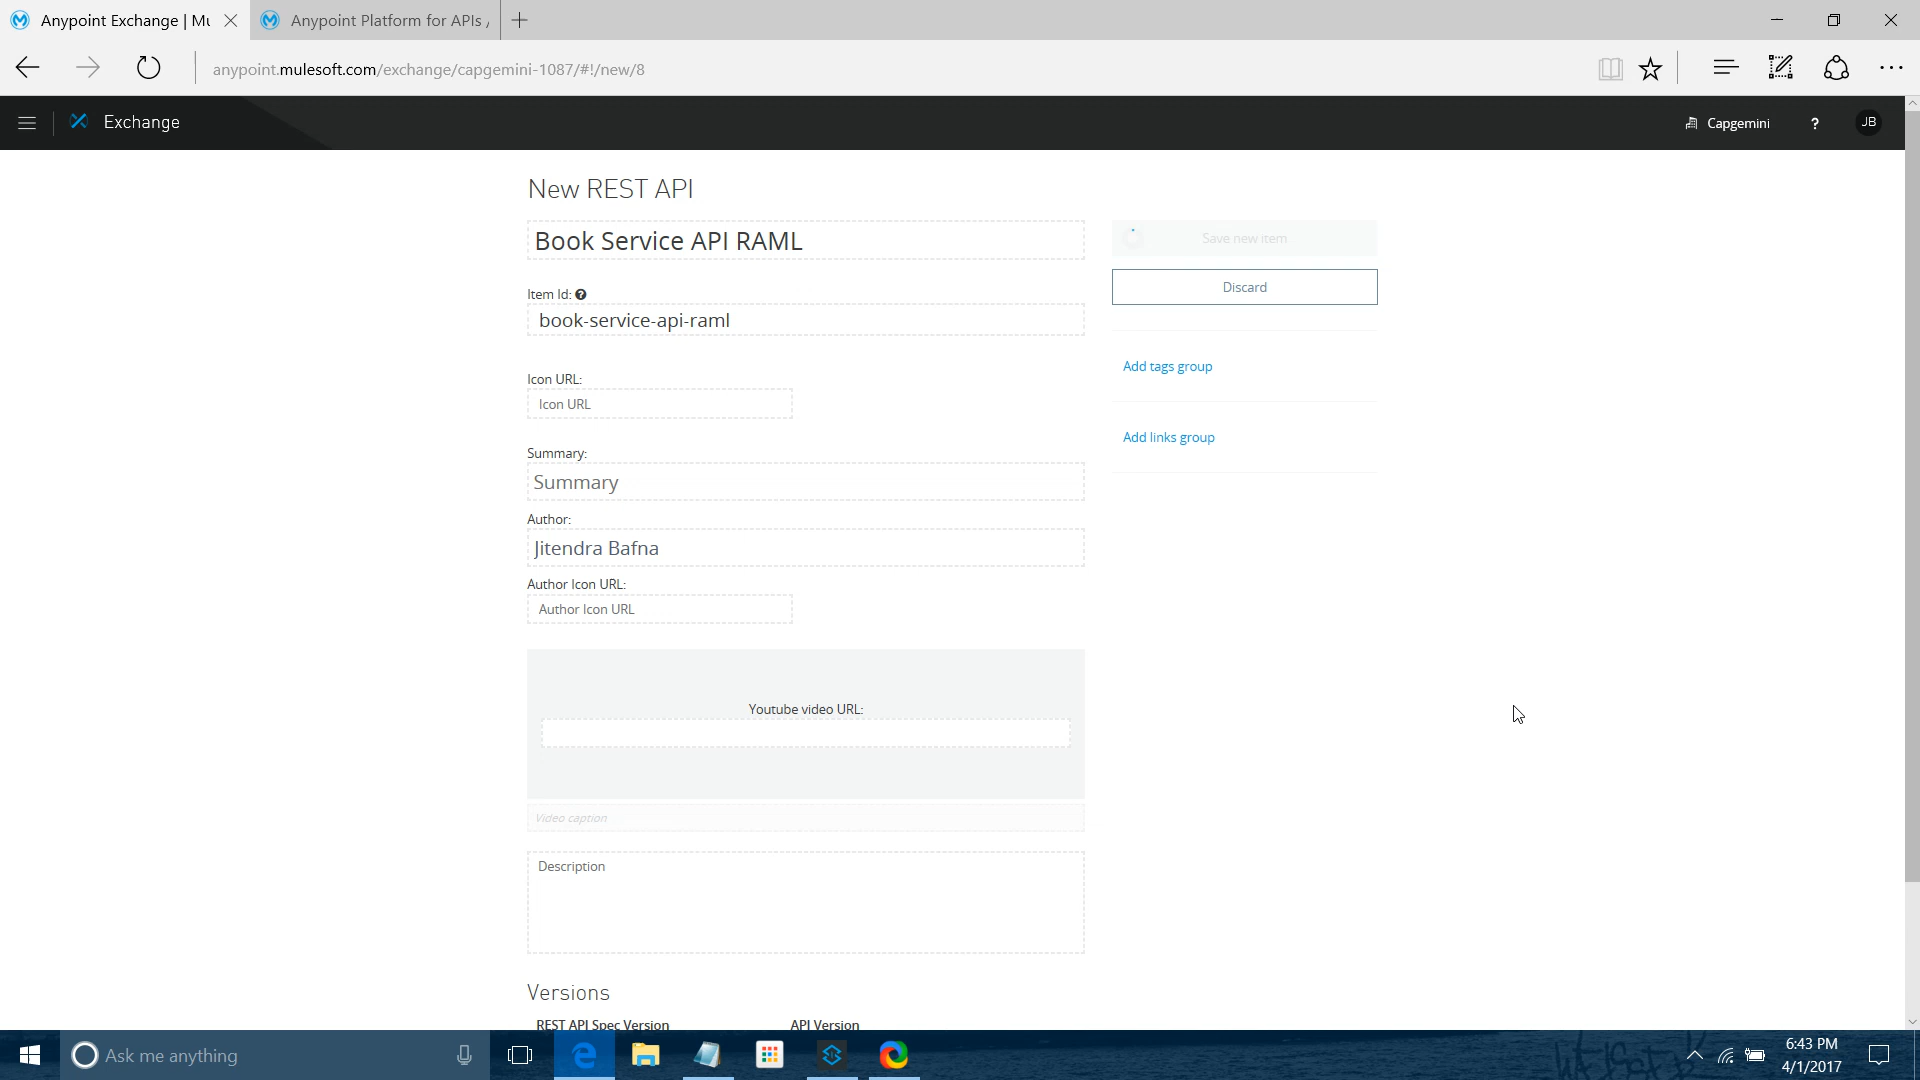 Anypoint Exchange | Mu
Anypoint Platform for APIs
anypoint.mulesoft.com/exchange/capgemini-1087/#!/new/8
Exchange
Capgemini
?
JB
New REST API
Book Service API RAML
Save new item
Discard
Item Id:
book-service-api-raml
Add tags group
Icon URL:
Icon URL
Add links group
Summary:
Summary
Author:
Jitendra Bafna
Author Icon URL:
Author Icon URL
Youtube video URL:
Video caption
Description
Versions
REST API Spec Version
API Version
Ask me anything
6:43 PM
4/1/2017